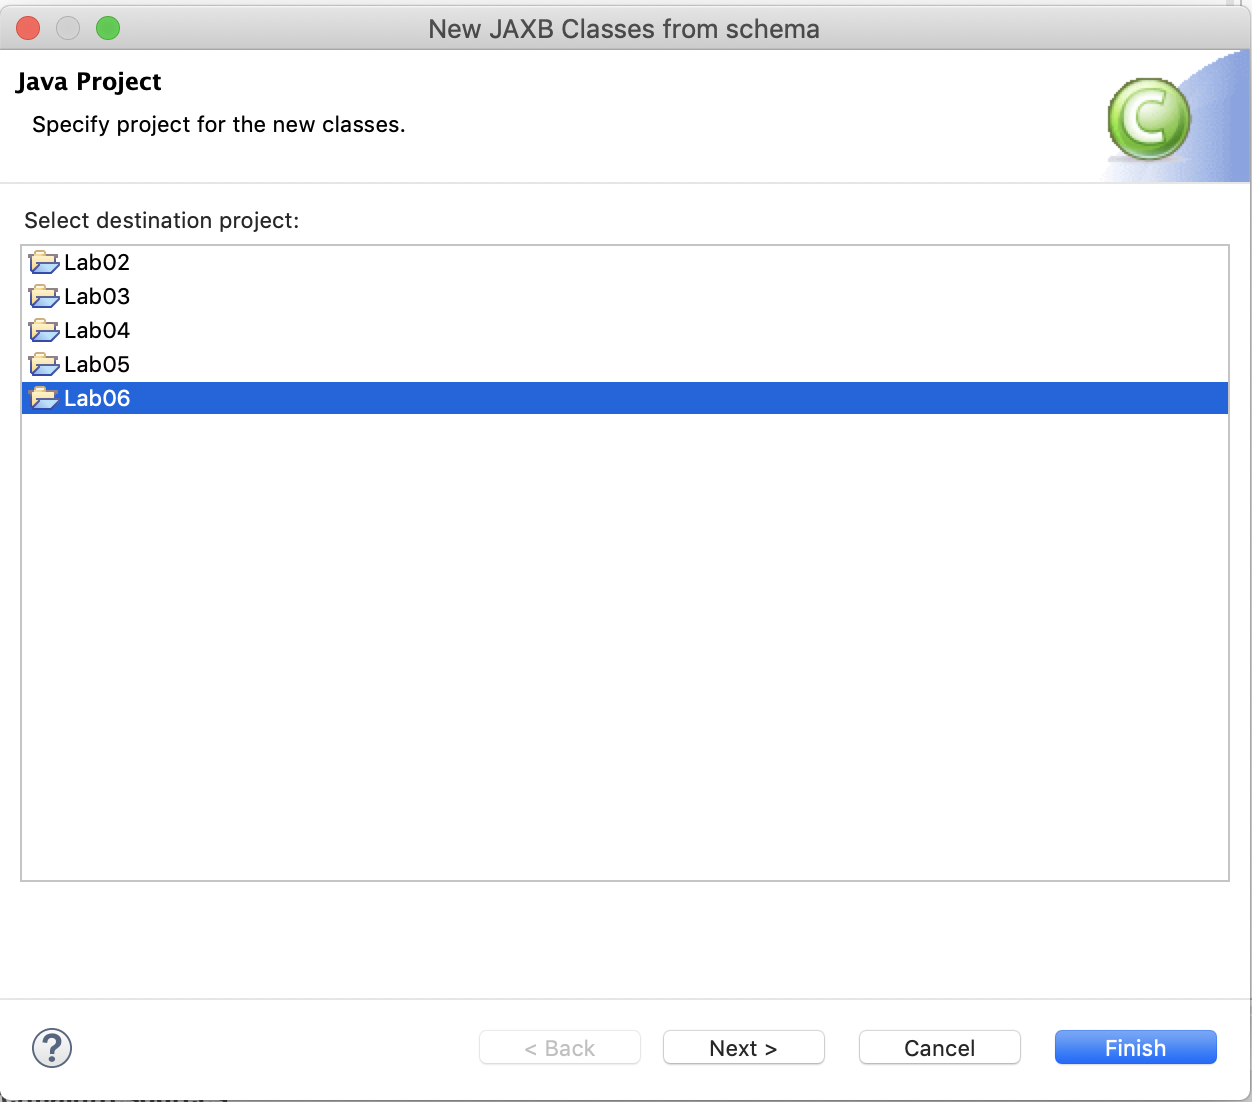 New JAXB Classes from schema
Java Project
Specify project for the new classes.
C
Select destination project:
Lab02
Lab03
Lab04
Lab05
Lab06
?
< Back
Next >
Cancel
Finish